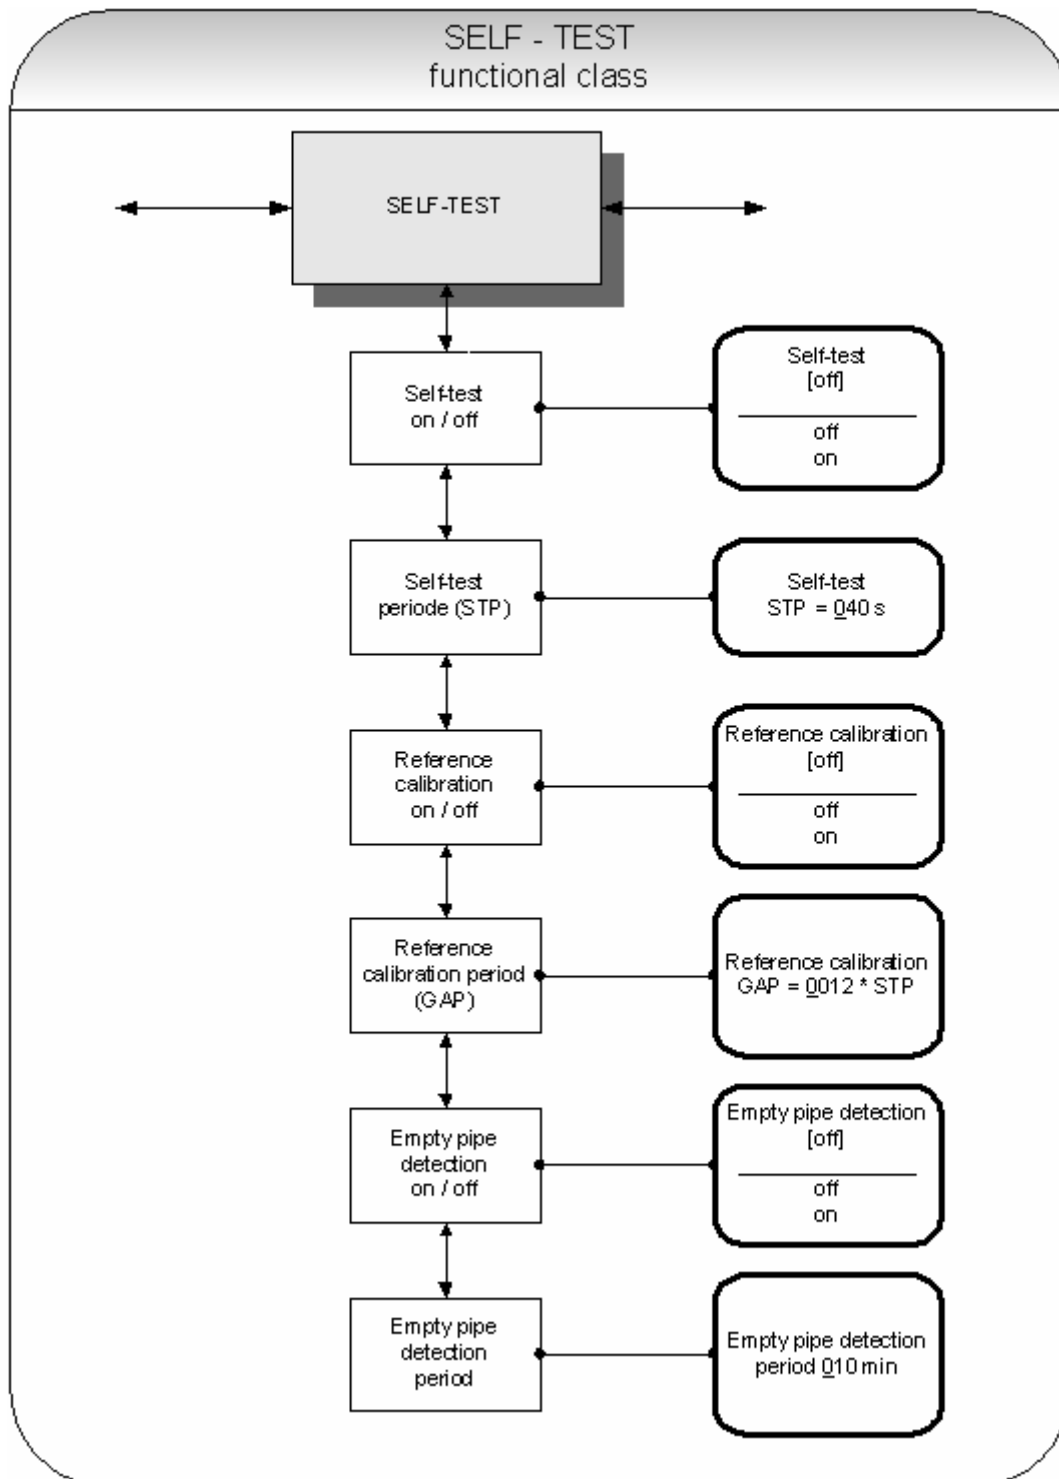 SELF - TEST
functional class
SELF-TEST
Self-test
on / off
Self-test
[off]
off
on
Self-test
periode (STP)
Self-test
STP = 040 s
Reference
calibration
on / off
Reference calibration
[off]
off
on
Reference
calibration period
(GAP)
Reference calibration
GAP = 0012 * STP
Empty pipe
detection
on / off
Empty pipe detection
[off]
off
on
Empty pipe
detection
period
Empty pipe detection
period 010 min